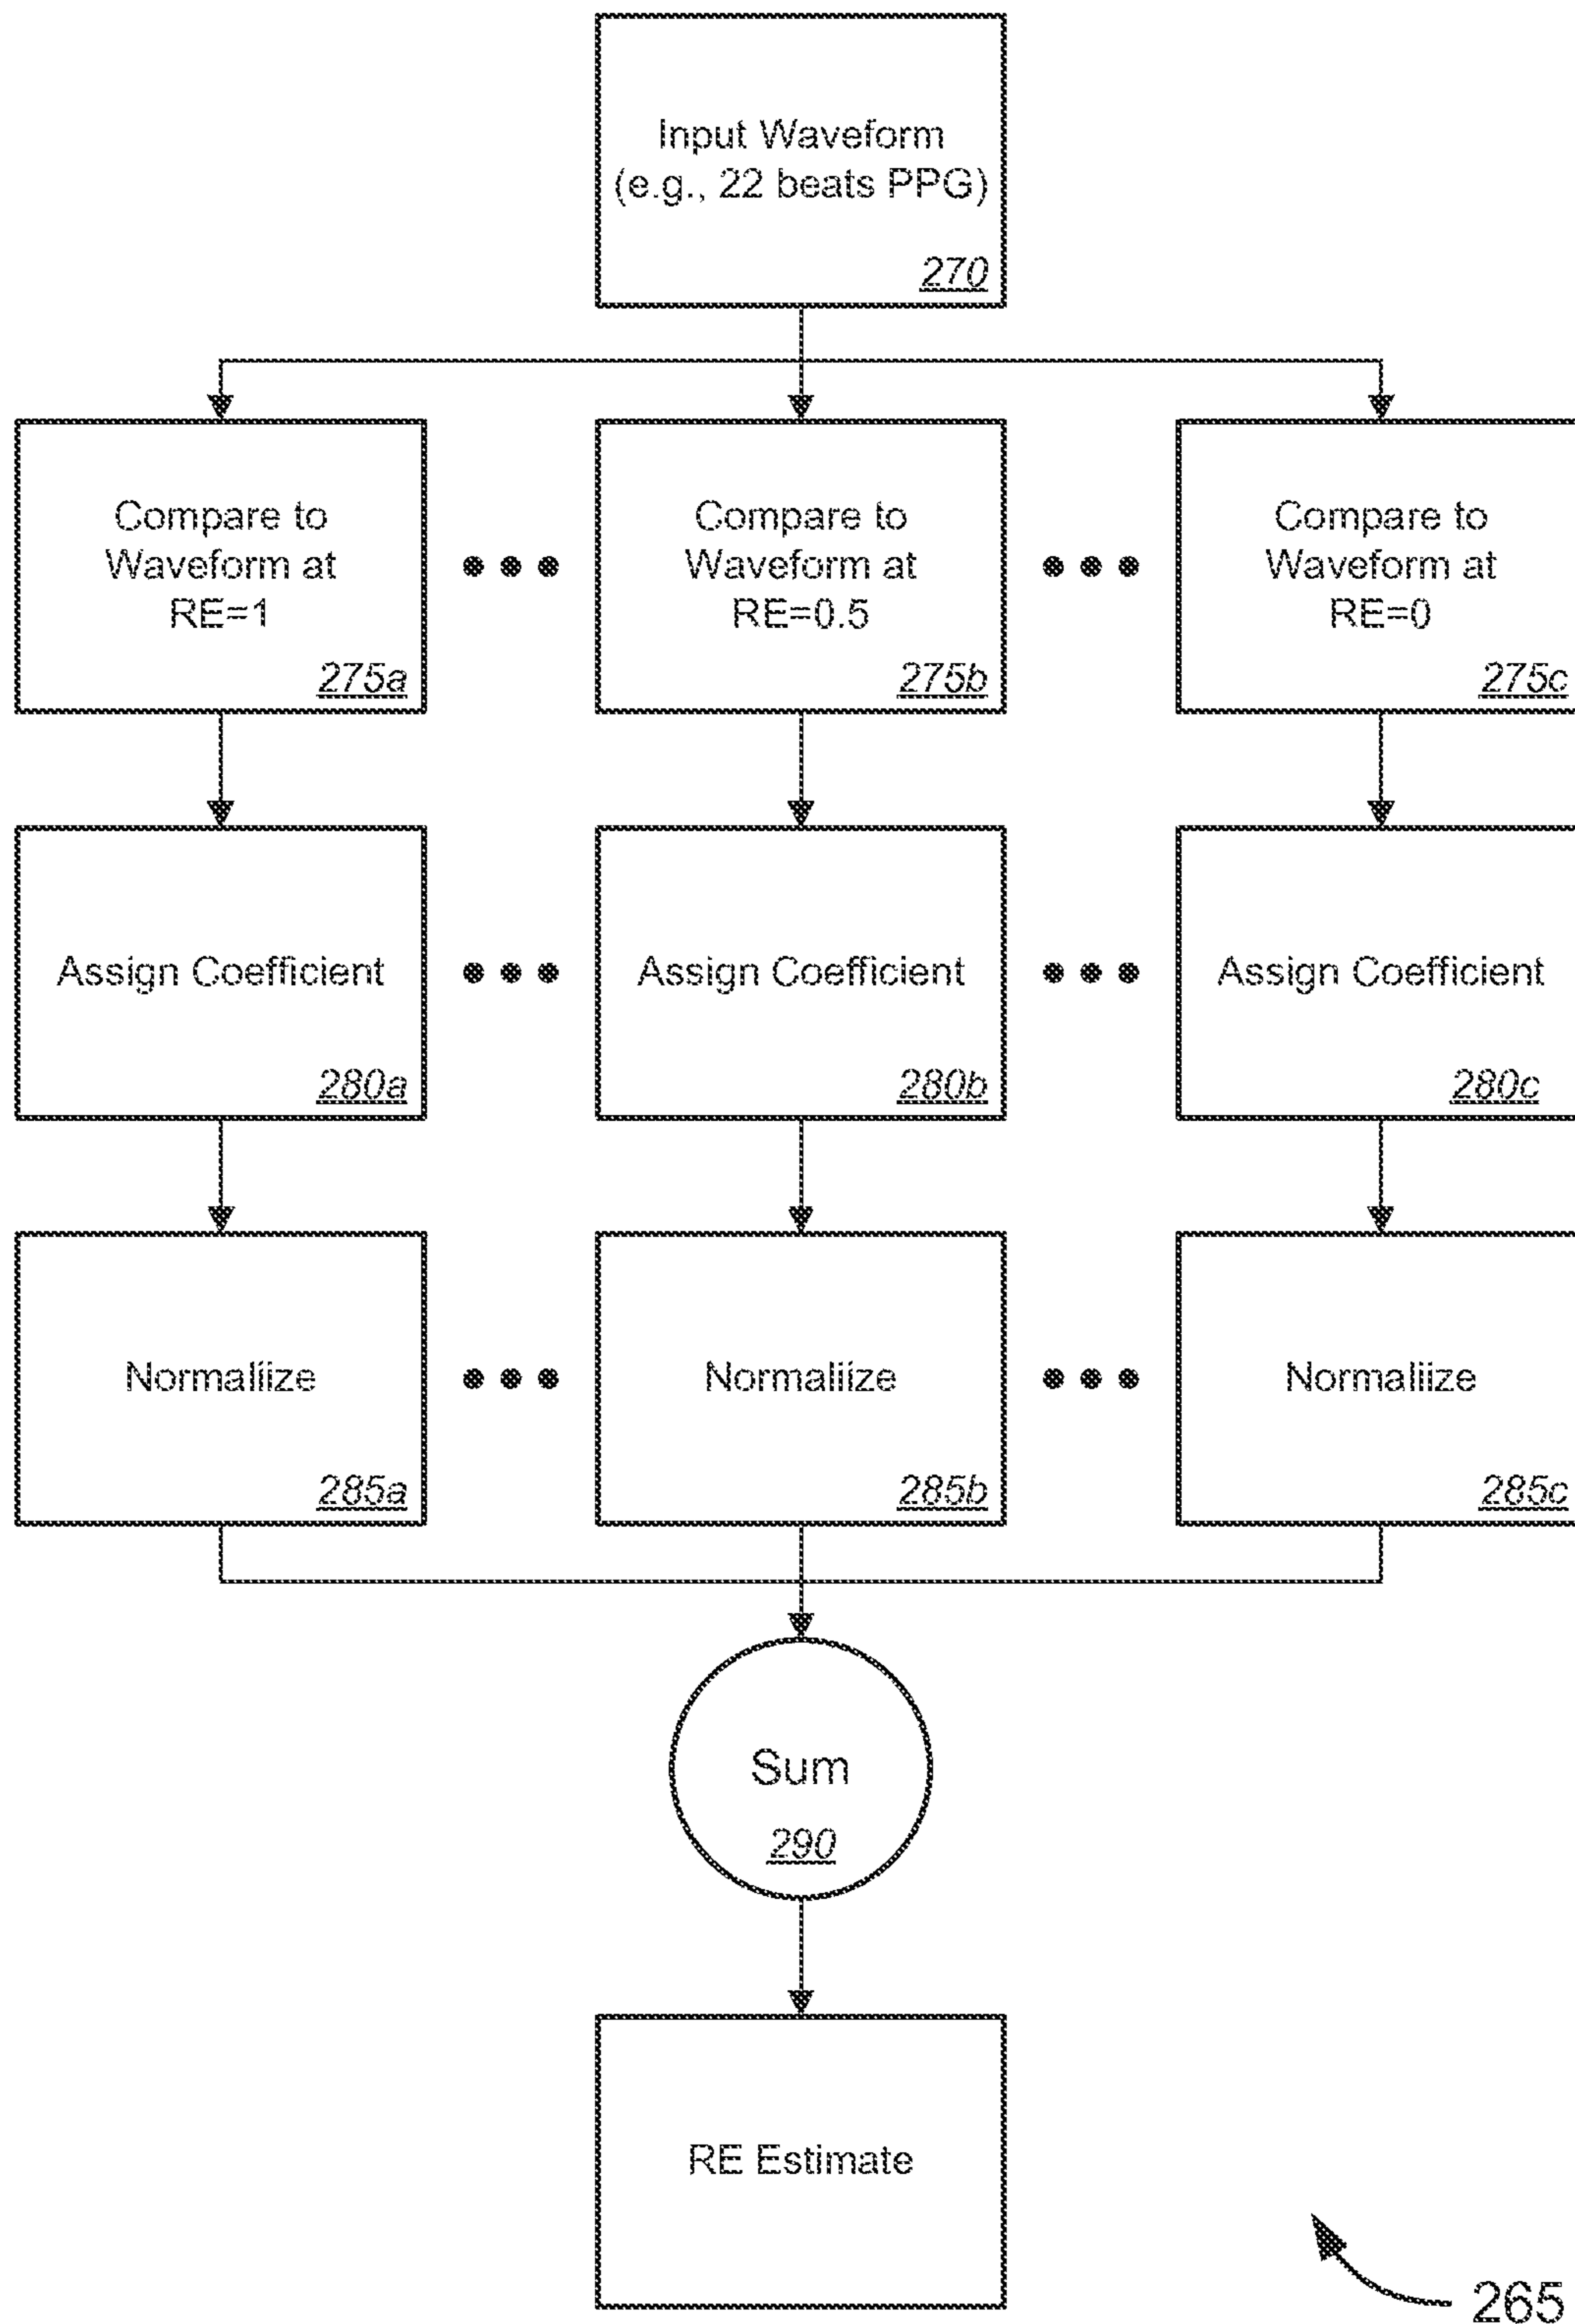 Input Waveform
(e.g., 22 beats PPG)
270
Compare to
Waveform at
RE=1
275a
Compare to
Waveform at
RE=0.5
275b
Compare to
Waveform at
RE=0
275c
Assign Coefficient
280a
Assign Coefficient
280b
Assign Coefficient
280c
Normaliize
285a
Normaliize
285b
Normaliize
285c
Sum
290
RE Estimate
265